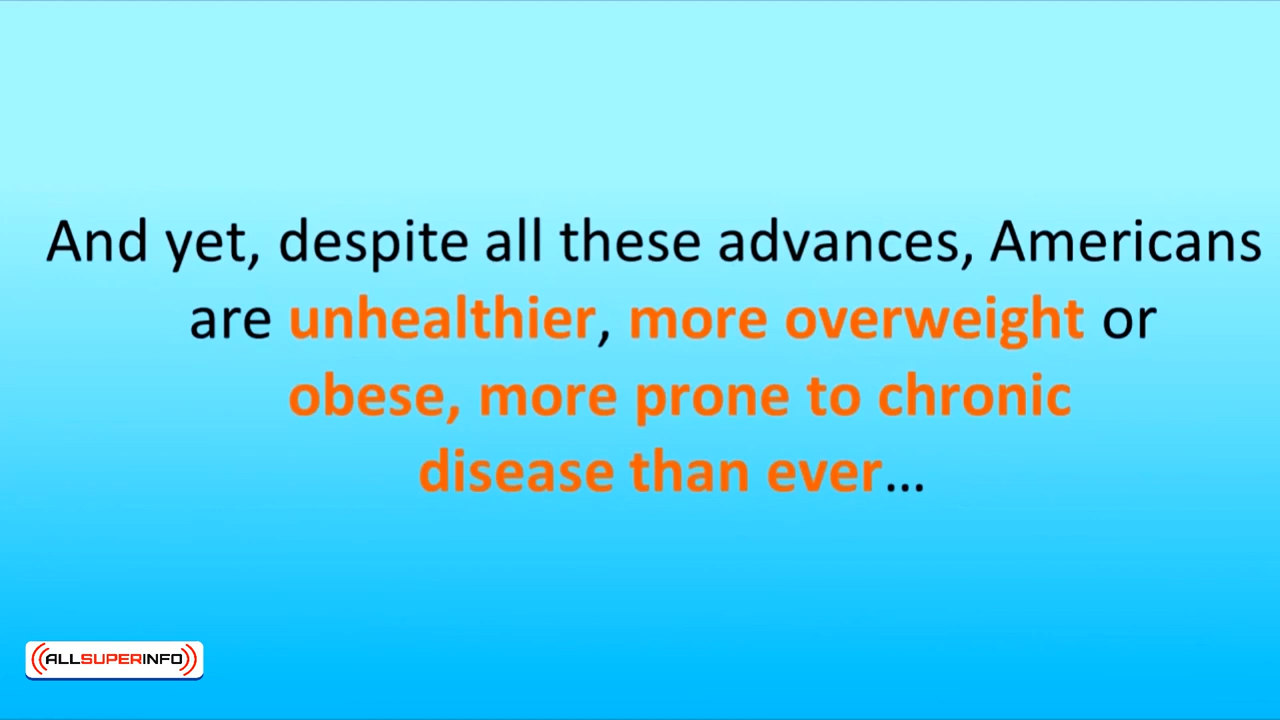 And yet, despite all these advances, Americans
are unhealthier, more overweight or
obese, more prone to chronic
disease than ever...
ALLSUPERINFO